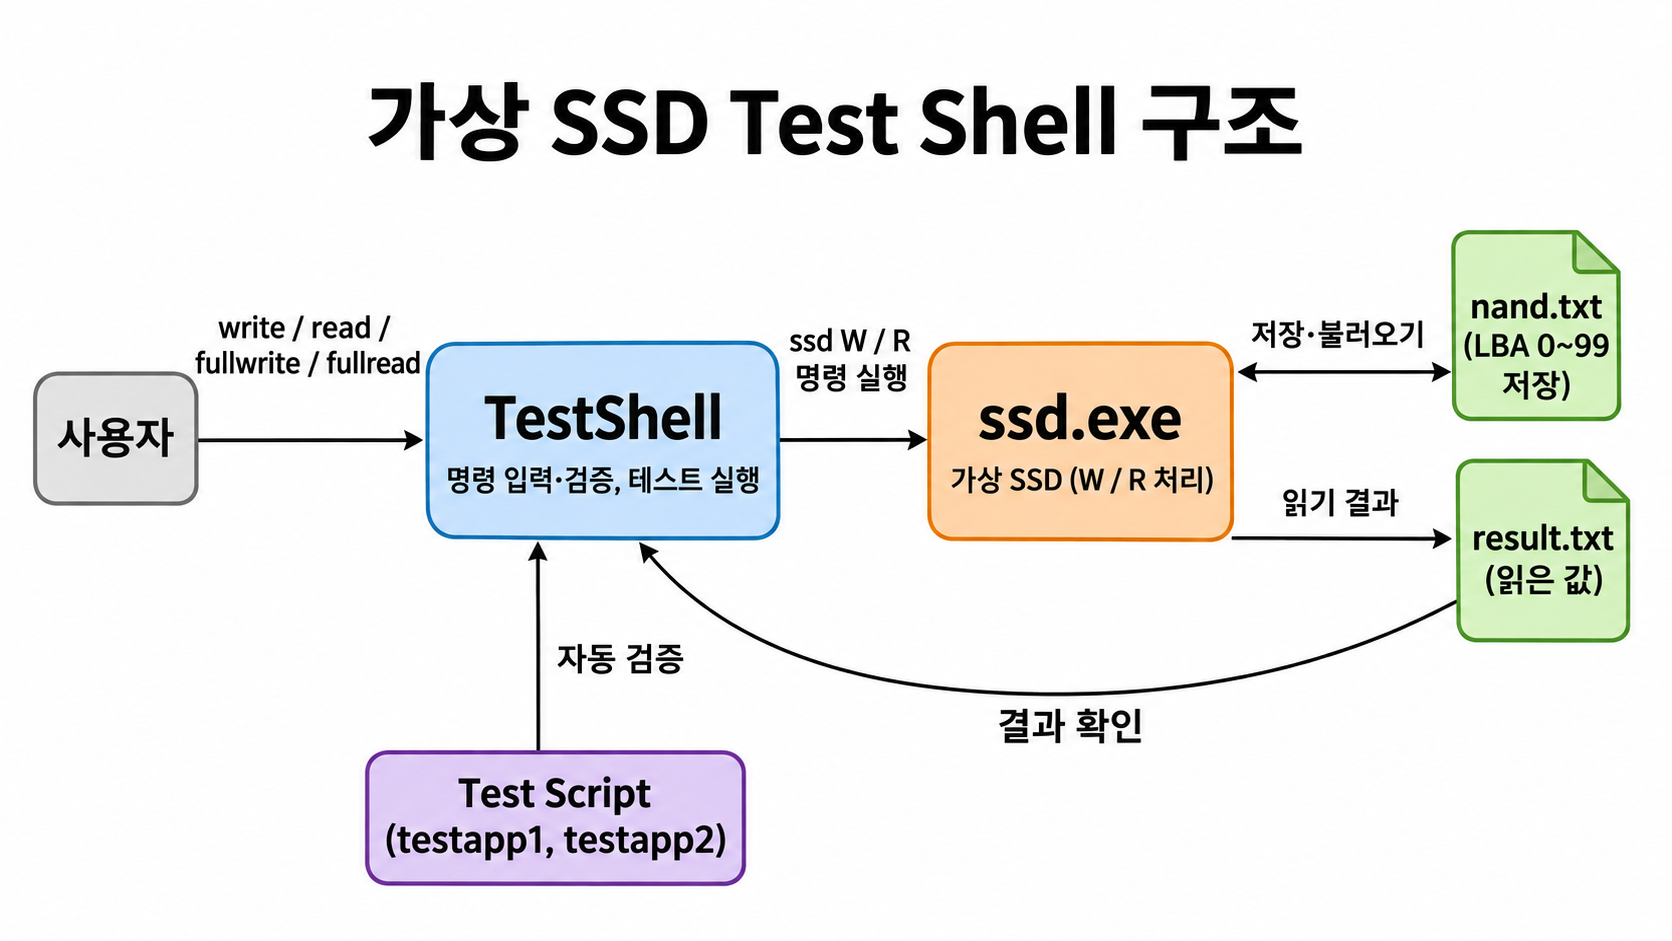 가상 SSD Test Shell 구조
write / read /
fullwrite / fullread
사용자
TestShell
명령 입력·검증, 테스트 실행
ssd W / R
명령 실행
ssd.exe
가상 SSD (W / R 처리)
저장·불러오기
nand.txt
(LBA 0~99
저장)
읽기 결과
result.txt
(읽은 값)
자동 검증
결과 확인
Test Script
(testapp1, testapp2)